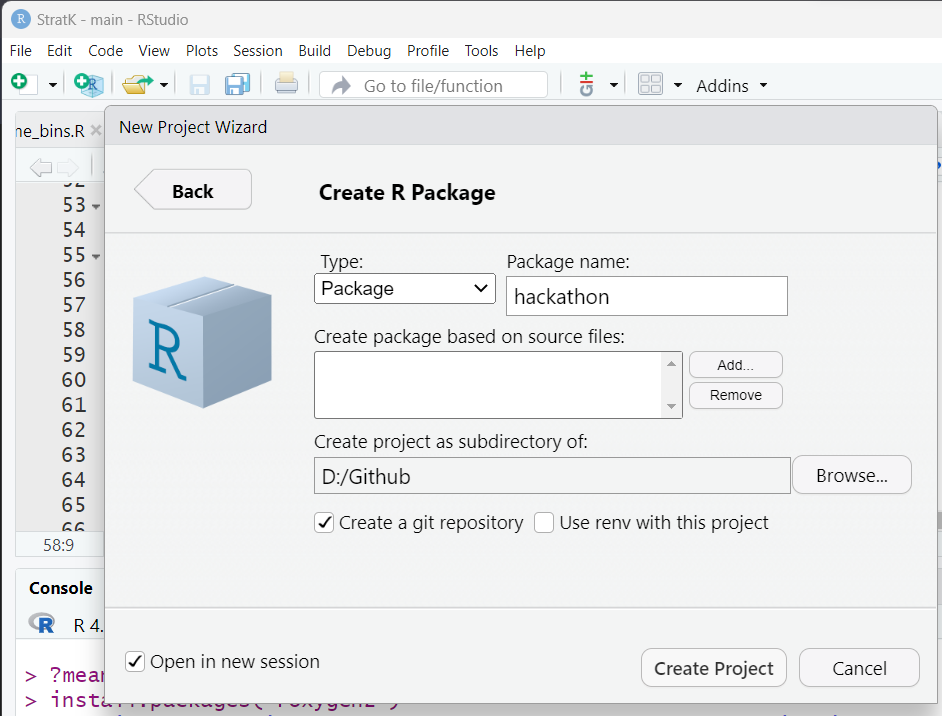 R StratK - main - RStudio
File Edit Code View Plots Session Build Debug Profile Tools Help
Go to file/function Addins
me_bins.R
New Project Wizard
Back
Create R Package
53
54
55
56
57
58
59
60
61
62
63
64
65
66
58:9
Type: Package name:
Package hackathon
Create package based on source files:
Add...
Remove
Create project as subdirectory of:
D:/Github Browse...
Create a git repository Use renv with this project
Console
R R 4.
Open in new session
Create Project Cancel
> ?mean
> install.packages("roxygen2")